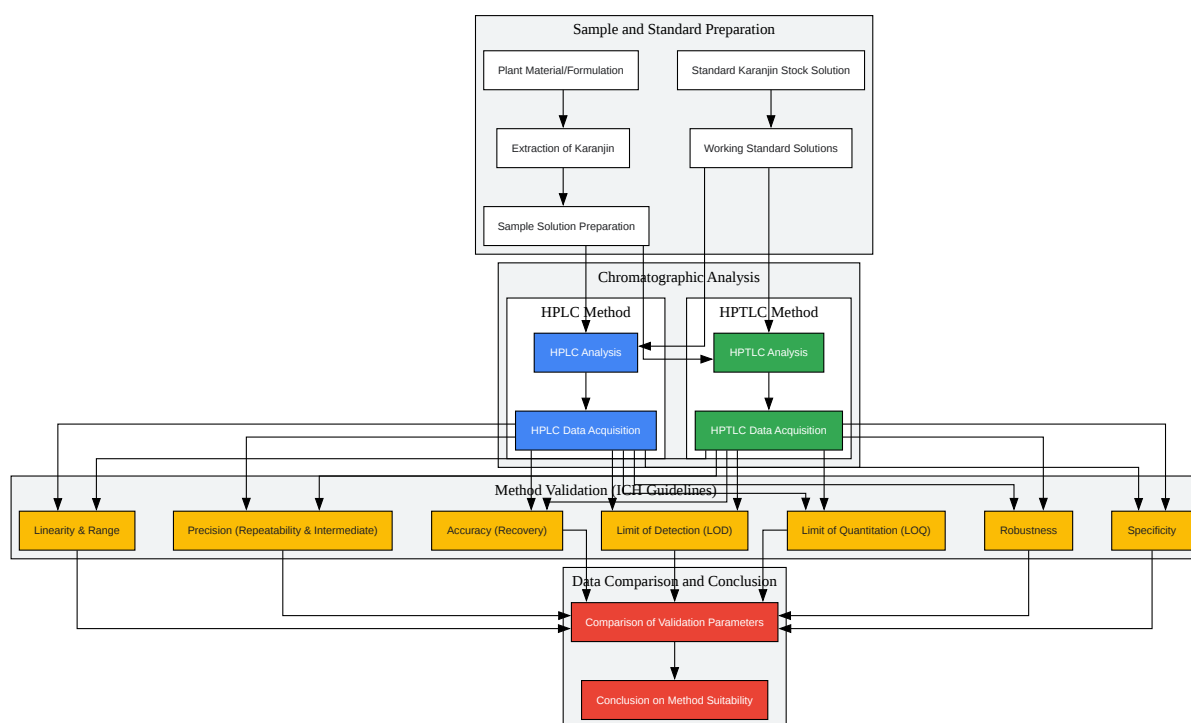 Sample and Standard Preparation
Plant Material/Formulation
Standard Karanjin Stock Solution
Extraction of Karanjin
Working Standard Solutions
Sample Solution Preparation
Chromatographic Analysis
HPLC Method
HPTLC Method
HPLC Analysis
HPTLC Analysis
HPLC Data Acquisition
HPTLC Data Acquisition
Method Validation (ICH Guidelines)
Linearity & Range
Precision (Repeatability & Intermediate)
Accuracy (Recovery)
Limit of Detection (LOD)
Limit of Quantitation (LOQ)
Robustness
Specificity
Data Comparison and Conclusion
Comparison of Validation Parameters
Conclusion on Method Suitability